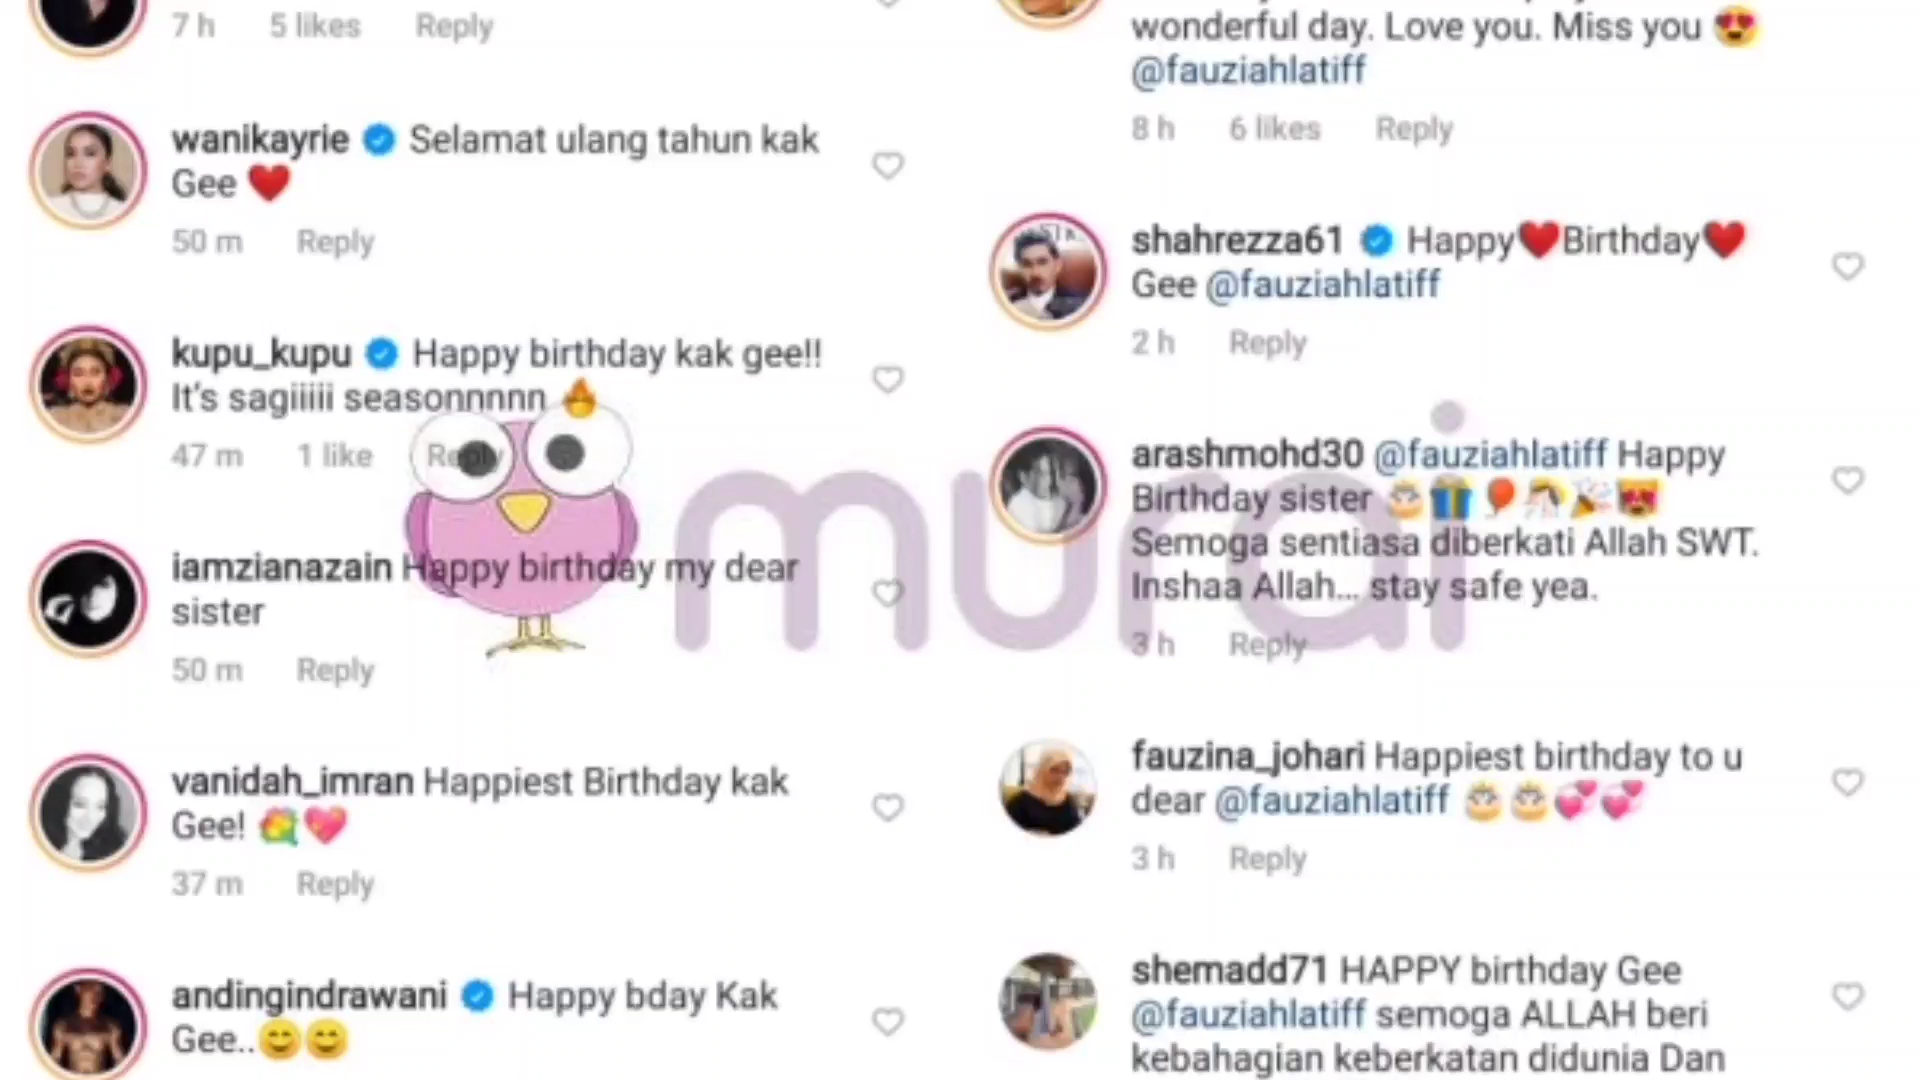 7 h 5 likes Reply
wanikayrie Selamat ulang tahun kak
Gee ❤️
50 m Reply
kupu_kupu Happy birthday kak gee!!
It's sagiiiii seasonnnnn 🔥
47 m 1 like Reply
iamzianazain Happy birthday my dear
sister
50 m Reply
vanidah_imran Happiest Birthday kak
Gee! 💐💖
37 m Reply
andingindrawani Happy bday Kak
Gee..😊😊
wonderful day. Love you. Miss you 😍
@fauziahlatiff
8 h 6 likes Reply
shahrezza61 Happy❤️Birthday❤️
Gee @fauziahlatiff
2 h Reply
arashmohd30 @fauziahlatiff Happy
Birthday sister 🎂🎁🎈🎊🎉😍
Semoga sentiasa diberkati Allah SWT.
Inshaa Allah... stay safe yea.
3 h Reply
fauzina_johari Happiest birthday to u
dear @fauziahlatiff 🎂🎂💞💞
3 h Reply
shemadd71 HAPPY birthday Gee
@fauziahlatiff semoga ALLAH beri
kebahagian keberkatan didunia Dan
murai